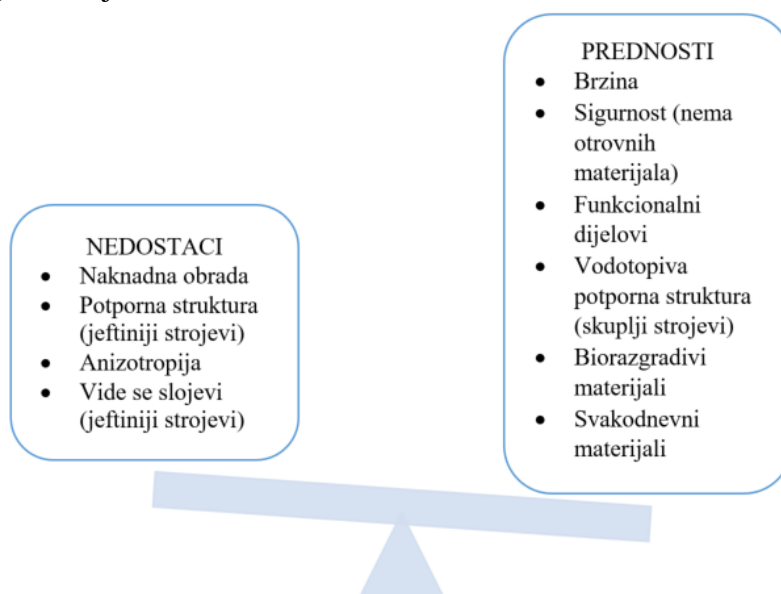 PREDNOSTI
• Brzina
• Sigurnost (nema
otrovnih
materijala)
• Funkcionalni
dijelovi
• Vodotopiva
potporna struktura
(skuplji strojevi)
• Biorazgradivi
materijali
• Svakodnevni
materijali
NEDOSTACI
• Naknadna obrada
• Potporna struktura
(jeftiniji strojevi)
• Anizotropija
• Vide se slojevi
(jeftiniji strojevi)